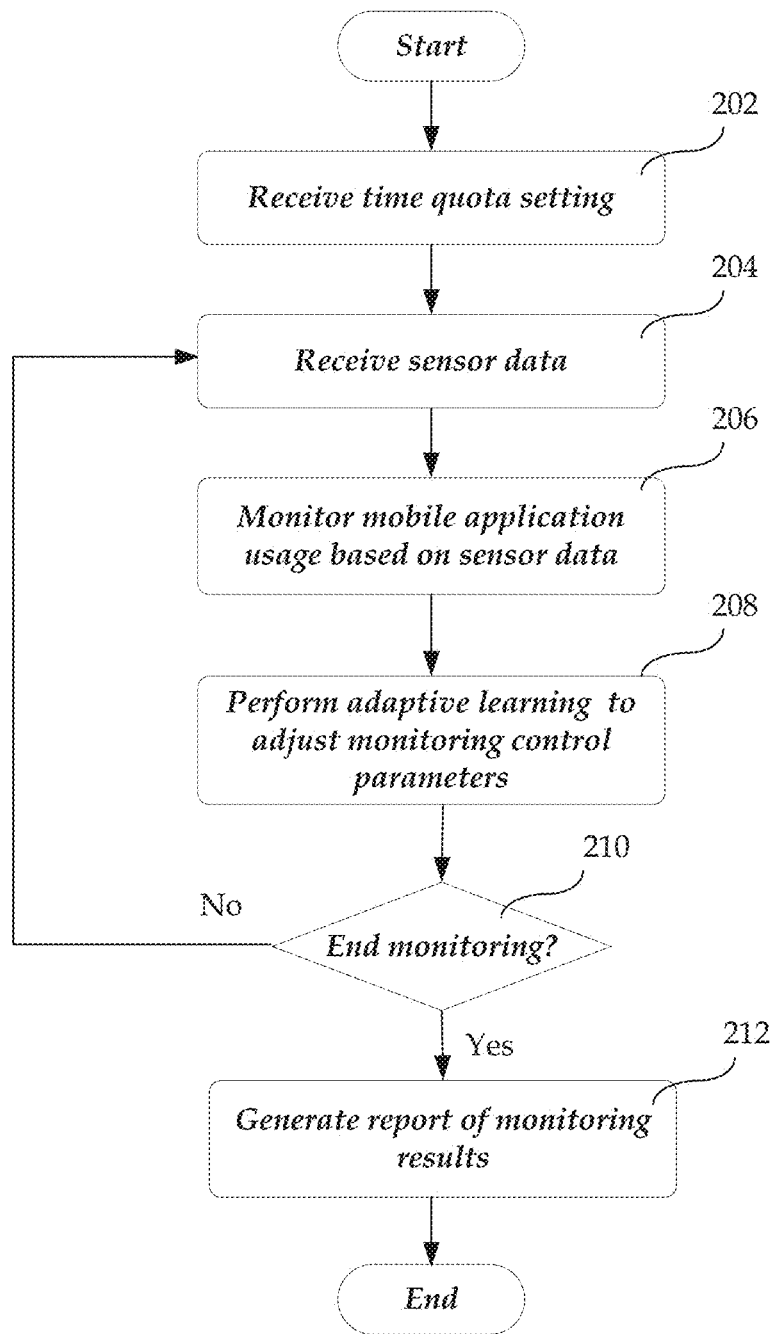 Start
202
Receive time quota setting
204
Receive sensor data
206
Monitor mobile application
usage based on sensor data
208
Perform adaptive learning to
adjust monitoring control
parameters
210
No
End monitoring?
Yes
212
Generate report of monitoring
results
End